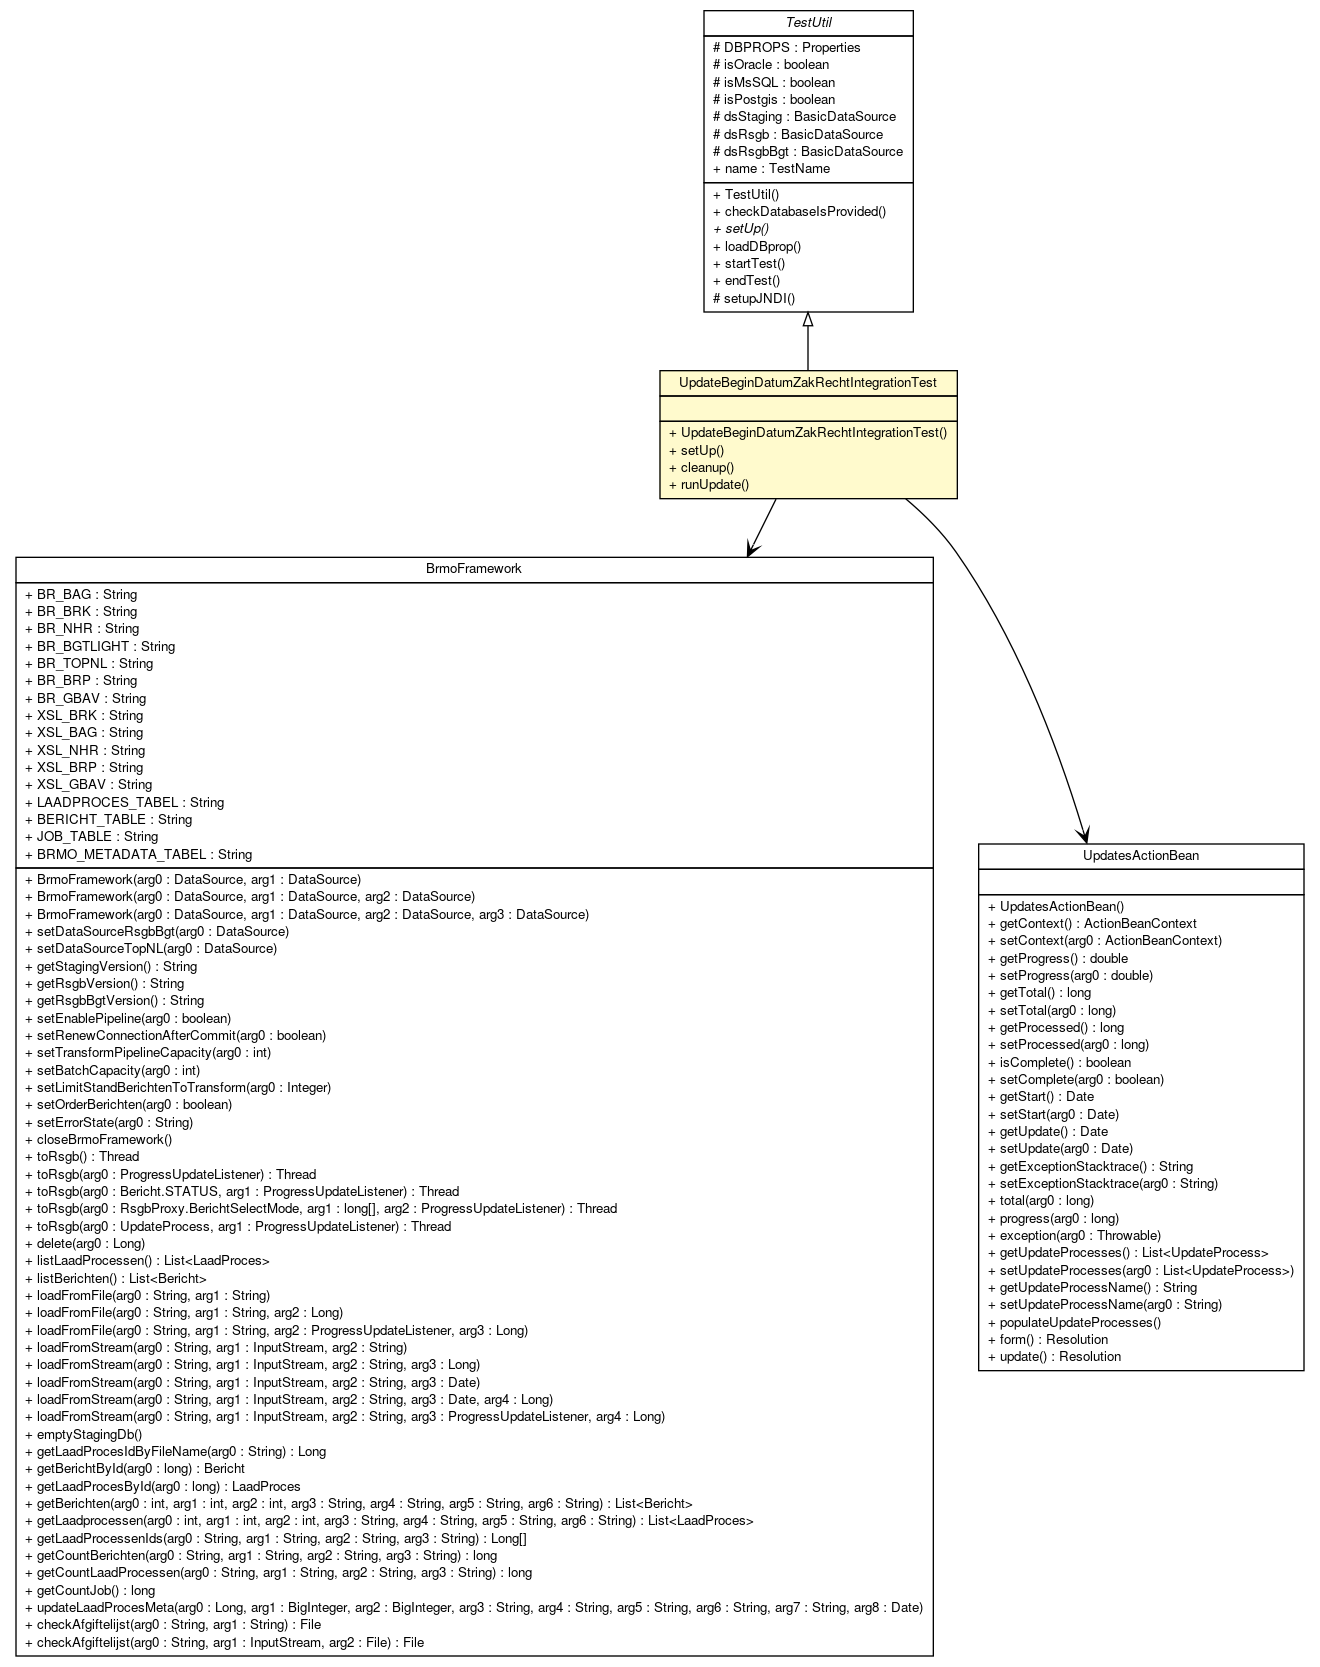 TestUtil
# DBPROPS : Properties
# isOracle : boolean
# isMsSQL : boolean
# isPostgis : boolean
# dsStaging : BasicDataSource
# dsRsgb : BasicDataSource
# dsRsgbBgt : BasicDataSource
+ name : TestName
+ TestUtil()
+ checkDatabaseIsProvided()
+ setUp()
+ loadDBprop()
+ startTest()
+ endTest()
# setupJNDI()
UpdateBeginDatumZakRechtIntegrationTest
+ UpdateBeginDatumZakRechtIntegrationTest()
+ setUp()
+ cleanup()
+ runUpdate()
BrmoFramework
+ BR_BAG : String
+ BR_BRK : String
+ BR_NHR : String
+ BR_BGTLIGHT : String
+ BR_TOPNL : String
+ BR_BRP : String
+ BR_GBAV : String
+ XSL_BRK : String
+ XSL_BAG : String
+ XSL_NHR : String
+ XSL_BRP : String
+ XSL_GBAV : String
+ LAADPROCES_TABEL : String
+ BERICHT_TABLE : String
+ JOB_TABLE : String
+ BRMO_METADATA_TABEL : String
+ BrmoFramework(arg0 : DataSource, arg1 : DataSource)
+ BrmoFramework(arg0 : DataSource, arg1 : DataSource, arg2 : DataSource)
+ BrmoFramework(arg0 : DataSource, arg1 : DataSource, arg2 : DataSource, arg3 : DataSource)
+ setDataSourceRsgbBgt(arg0 : DataSource)
+ setDataSourceTopNL(arg0 : DataSource)
+ getStagingVersion() : String
+ getRsgbVersion() : String
+ getRsgbBgtVersion() : String
+ setEnablePipeline(arg0 : boolean)
+ setRenewConnectionAfterCommit(arg0 : boolean)
+ setTransformPipelineCapacity(arg0 : int)
+ setBatchCapacity(arg0 : int)
+ setLimitStandBerichtenToTransform(arg0 : Integer)
+ setOrderBerichten(arg0 : boolean)
+ setErrorState(arg0 : String)
+ closeBrmoFramework()
+ toRsgb() : Thread
+ toRsgb(arg0 : ProgressUpdateListener) : Thread
+ toRsgb(arg0 : Bericht.STATUS, arg1 : ProgressUpdateListener) : Thread
+ toRsgb(arg0 : RsgbProxy.BerichtSelectMode, arg1 : long[], arg2 : ProgressUpdateListener) : Thread
+ toRsgb(arg0 : UpdateProcess, arg1 : ProgressUpdateListener) : Thread
+ delete(arg0 : Long)
+ listLaadProcessen() : List<LaadProces>
+ listBerichten() : List<Bericht>
+ loadFromFile(arg0 : String, arg1 : String)
+ loadFromFile(arg0 : String, arg1 : String, arg2 : Long)
+ loadFromFile(arg0 : String, arg1 : String, arg2 : ProgressUpdateListener, arg3 : Long)
+ loadFromStream(arg0 : String, arg1 : InputStream, arg2 : String)
+ loadFromStream(arg0 : String, arg1 : InputStream, arg2 : String, arg3 : Long)
+ loadFromStream(arg0 : String, arg1 : InputStream, arg2 : String, arg3 : Date)
+ loadFromStream(arg0 : String, arg1 : InputStream, arg2 : String, arg3 : Date, arg4 : Long)
+ loadFromStream(arg0 : String, arg1 : InputStream, arg2 : String, arg3 : ProgressUpdateListener, arg4 : Long)
+ emptyStagingDb()
+ getLaadProcesIdByFileName(arg0 : String) : Long
+ getBerichtById(arg0 : long) : Bericht
+ getLaadProcesById(arg0 : long) : LaadProces
+ getBerichten(arg0 : int, arg1 : int, arg2 : int, arg3 : String, arg4 : String, arg5 : String, arg6 : String) : List<Bericht>
+ getLaadprocessen(arg0 : int, arg1 : int, arg2 : int, arg3 : String, arg4 : String, arg5 : String, arg6 : String) : List<LaadProces>
+ getLaadProcessenIds(arg0 : String, arg1 : String, arg2 : String, arg3 : String) : Long[]
+ getCountBerichten(arg0 : String, arg1 : String, arg2 : String, arg3 : String) : long
+ getCountLaadProcessen(arg0 : String, arg1 : String, arg2 : String, arg3 : String) : long
+ getCountJob() : long
+ updateLaadProcesMeta(arg0 : Long, arg1 : BigInteger, arg2 : BigInteger, arg3 : String, arg4 : String, arg5 : String, arg6 : String, arg7 : String, arg8 : Date)
+ checkAfgiftelijst(arg0 : String, arg1 : String) : File
+ checkAfgiftelijst(arg0 : String, arg1 : InputStream, arg2 : File) : File
UpdatesActionBean
+ UpdatesActionBean()
+ getContext() : ActionBeanContext
+ setContext(arg0 : ActionBeanContext)
+ getProgress() : double
+ setProgress(arg0 : double)
+ getTotal() : long
+ setTotal(arg0 : long)
+ getProcessed() : long
+ setProcessed(arg0 : long)
+ isComplete() : boolean
+ setComplete(arg0 : boolean)
+ getStart() : Date
+ setStart(arg0 : Date)
+ getUpdate() : Date
+ setUpdate(arg0 : Date)
+ getExceptionStacktrace() : String
+ setExceptionStacktrace(arg0 : String)
+ total(arg0 : long)
+ progress(arg0 : long)
+ exception(arg0 : Throwable)
+ getUpdateProcesses() : List<UpdateProcess>
+ setUpdateProcesses(arg0 : List<UpdateProcess>)
+ getUpdateProcessName() : String
+ setUpdateProcessName(arg0 : String)
+ populateUpdateProcesses()
+ form() : Resolution
+ update() : Resolution